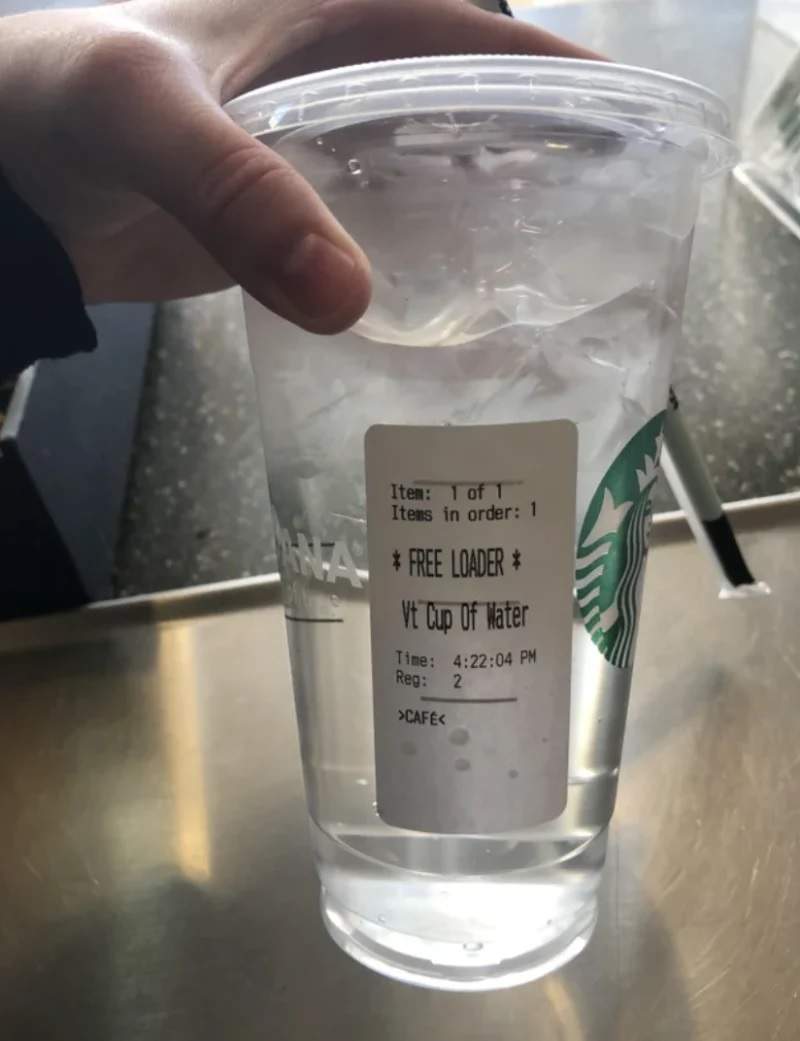 Item: 1 of 1
Items in order: 1
* FREE LOADER *
Vt Cup Of Water
Time: 4:22:04 PM
Reg: 2
>CAFÉ<
ANA